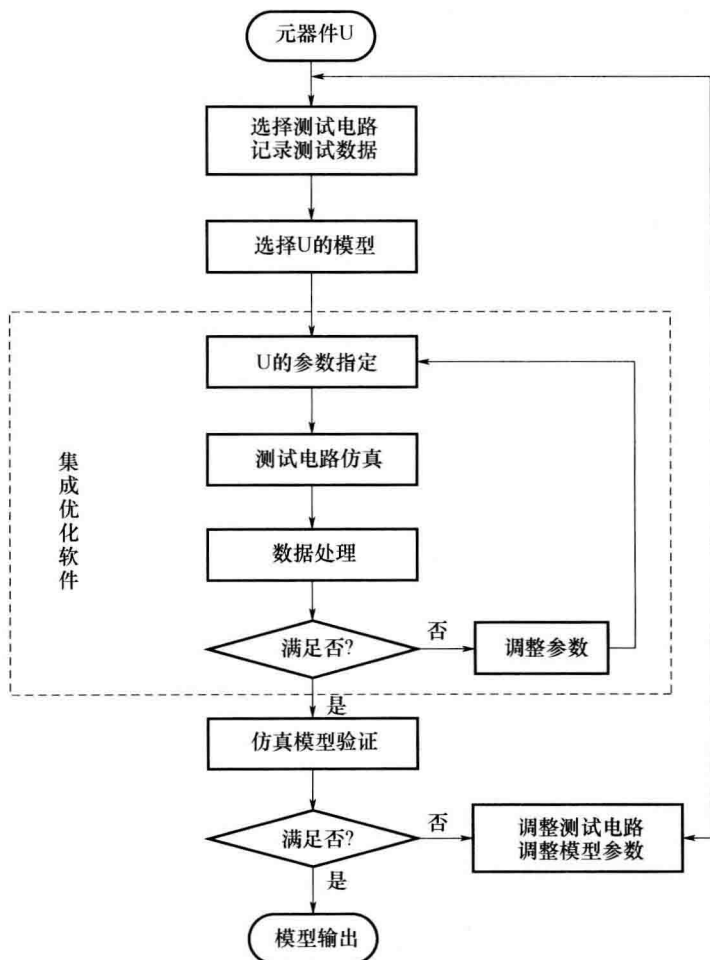 元器件U
选择测试电路
记录测试数据
选择U的模型
U的参数指定
测试电路仿真
集成优化软件
数据处理
满足否?
否
调整参数
是
仿真模型验证
满足否?
否
调整测试电路
调整模型参数
是
模型输出